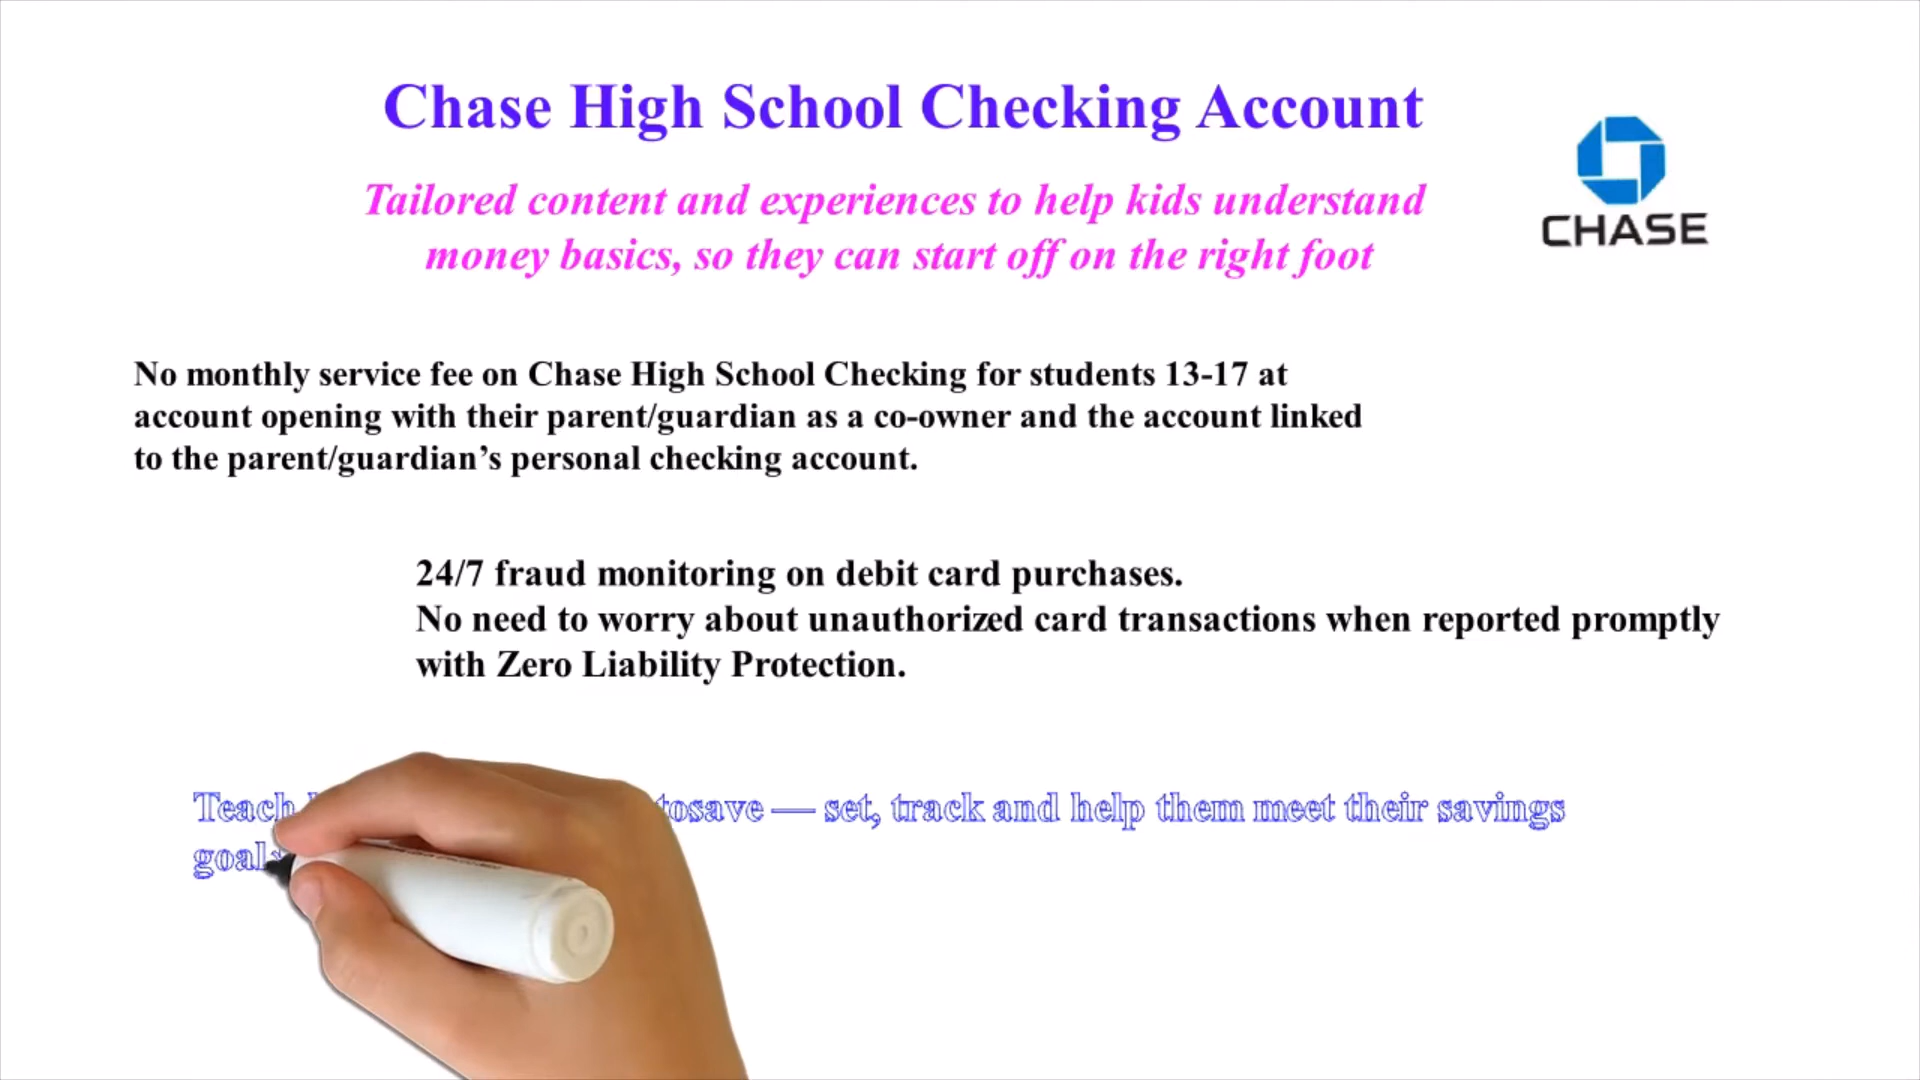 Chase High School Checking Account
Tailored content and experiences to help kids understand
money basics, so they can start off on the right foot
CHASE
No monthly service fee on Chase High School Checking for students 13-17 at
account opening with their parent/guardian as a co-owner and the account linked
to the parent/guardian’s personal checking account.
24/7 fraud monitoring on debit card purchases.
No need to worry about unauthorized card transactions when reported promptly
with Zero Liability Protection.
Teach tosave — set, track and help them meet their savings
goals